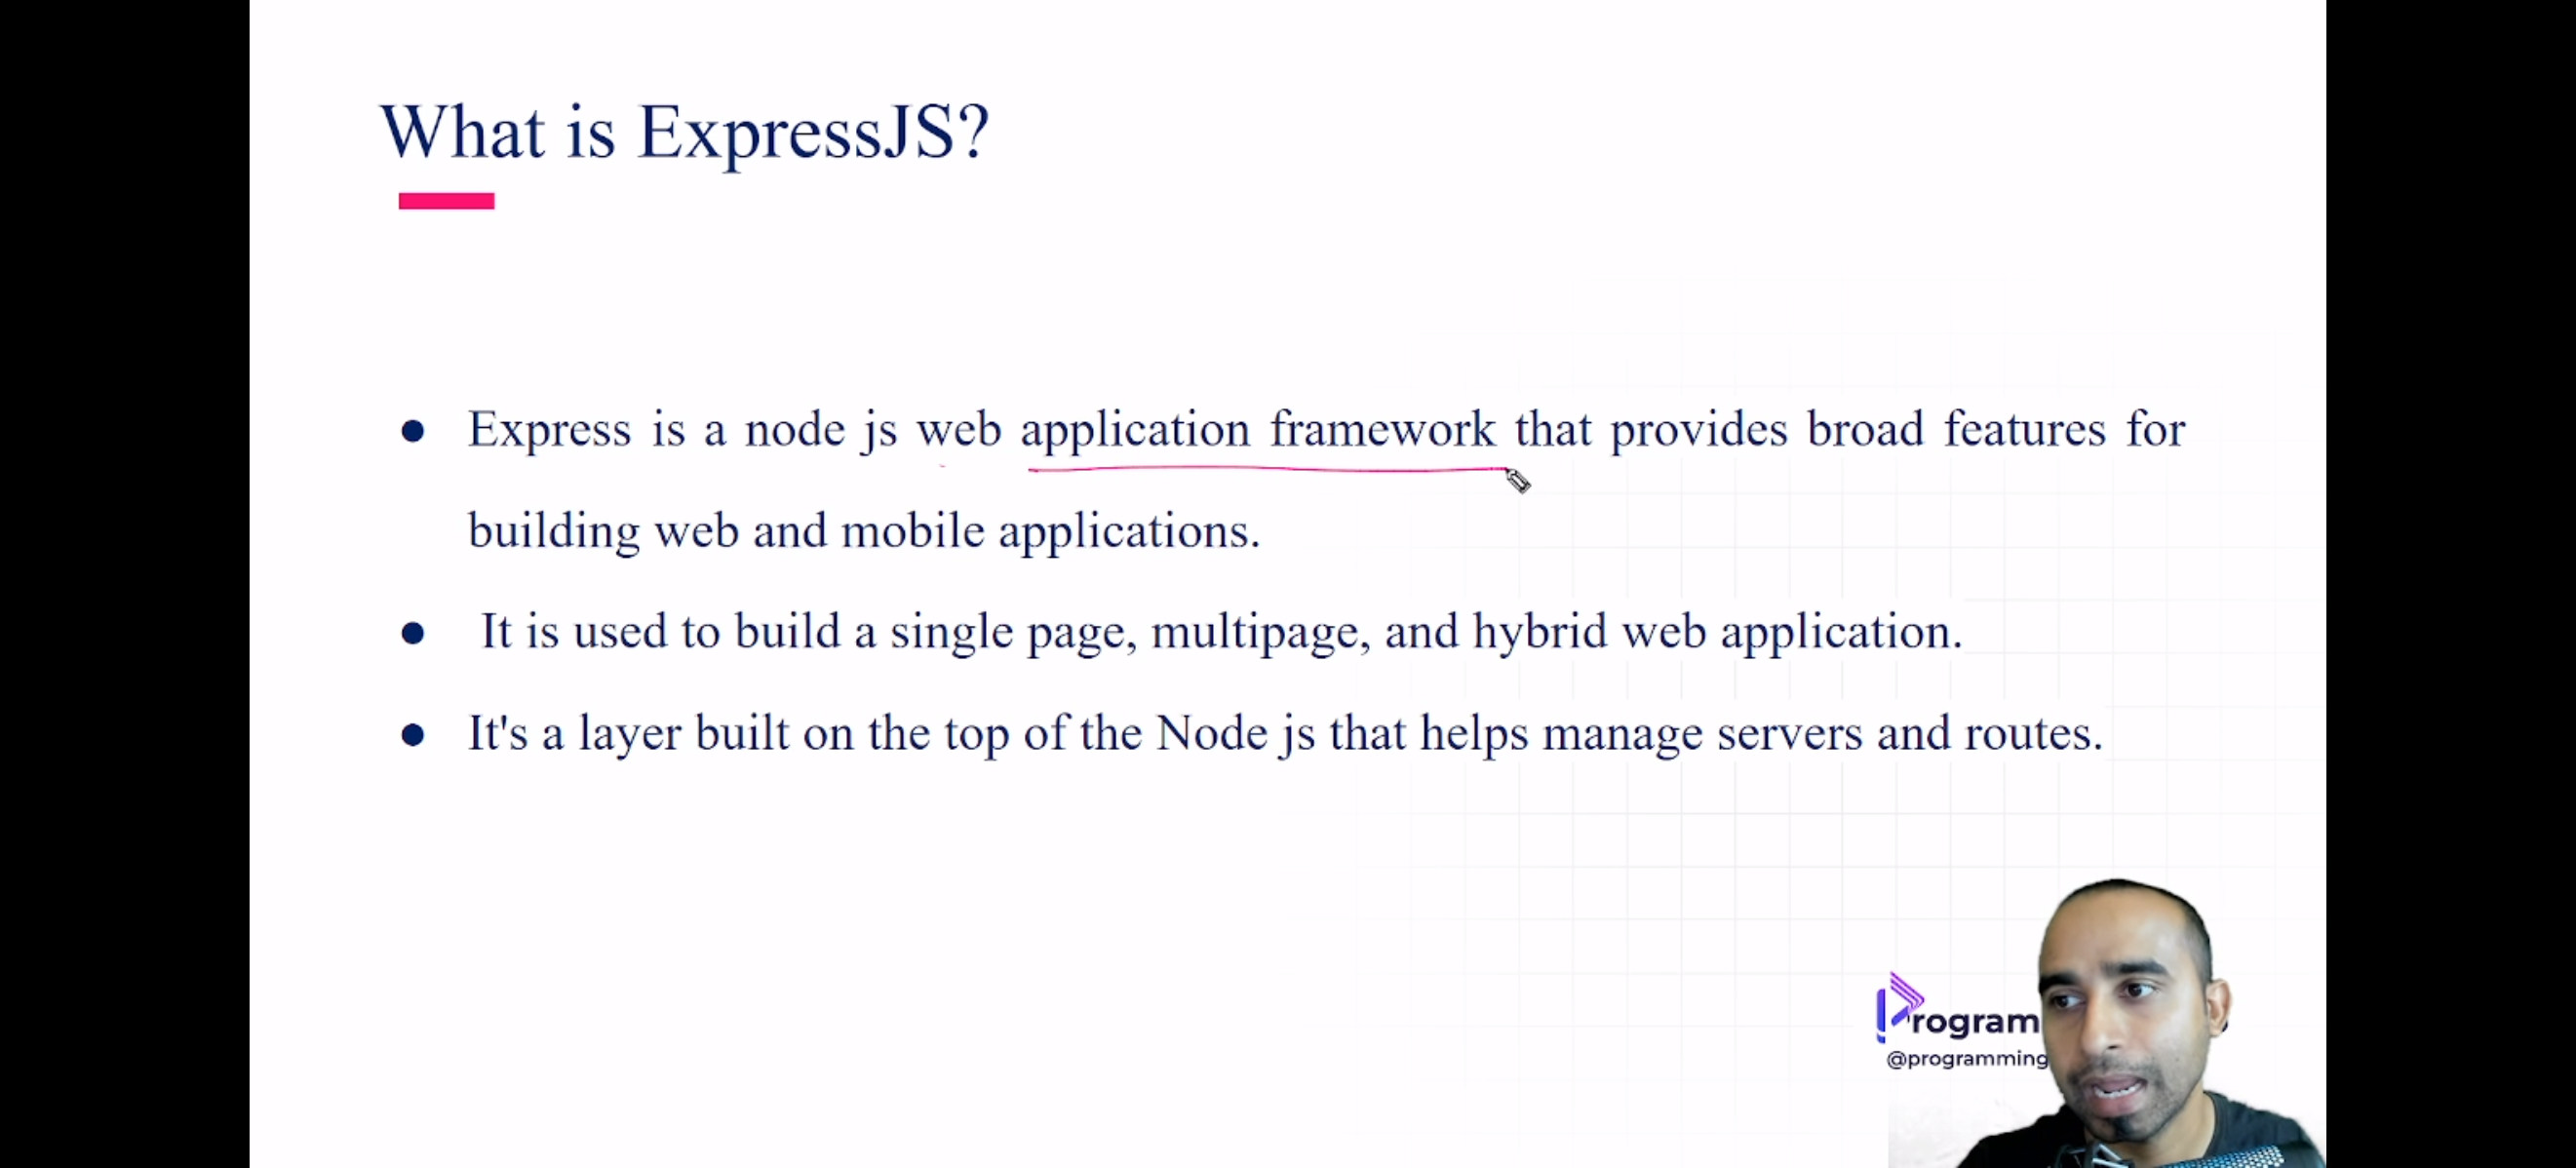 What is ExpressJS?
● Express is a node js web application framework that provides broad features for
building web and mobile applications.
● It is used to build a single page, multipage, and hybrid web application.
● It's a layer built on the top of the Node js that helps manage servers and routes.
Program
@programming